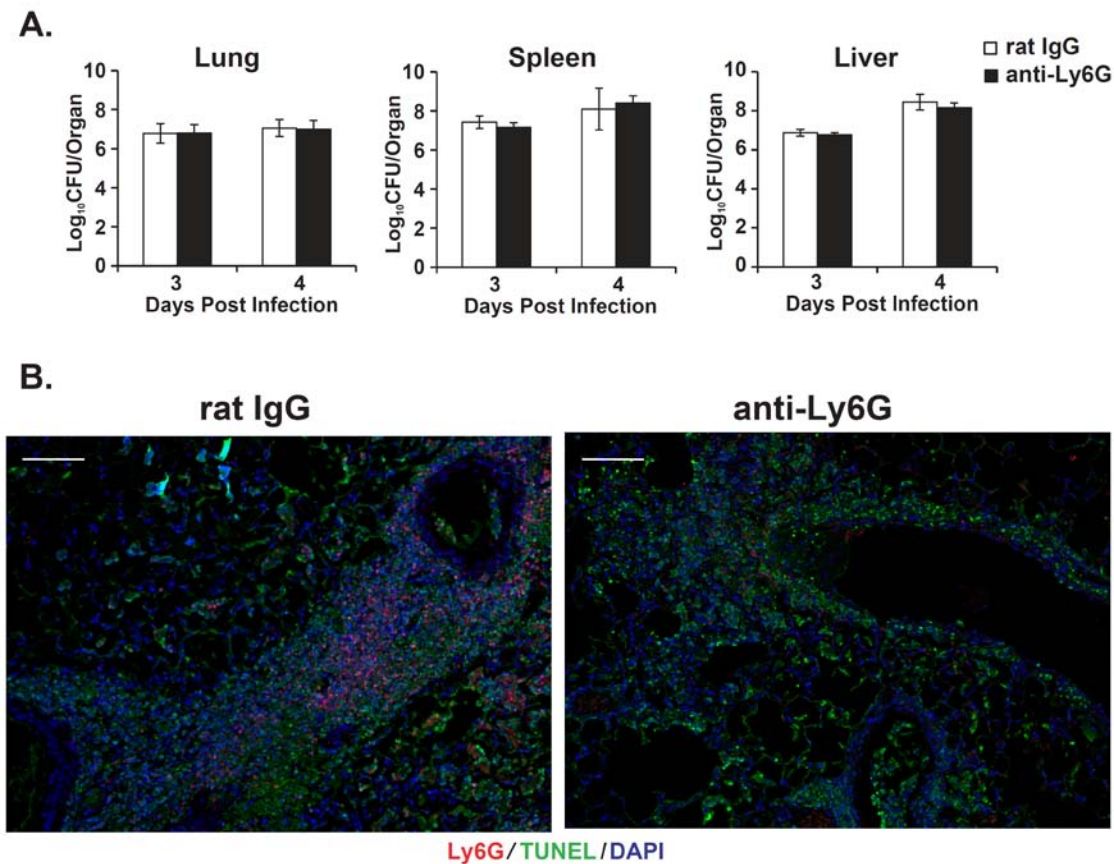 A.
Lung
Spleen
Liver
rat IgG
anti-Ly6G
Log₁₀CFU/Organ
10
8
6
4
2
0
3
4
Days Post Infection
Log₁₀CFU/Organ
10
8
6
4
2
0
3
4
Days Post Infection
Log₁₀CFU/Organ
10
8
6
4
2
0
3
4
Days Post Infection
B.
rat IgG
anti-Ly6G
Ly6G/TUNEL/DAPI